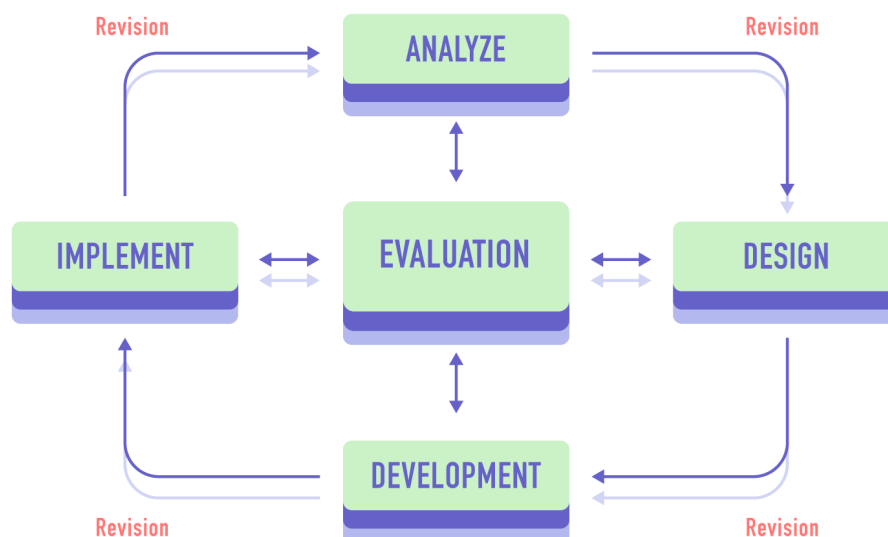 Revision
Revision
ANALYZE
IMPLEMENT
EVALUATION
DESIGN
DEVELOPMENT
Revision
Revision